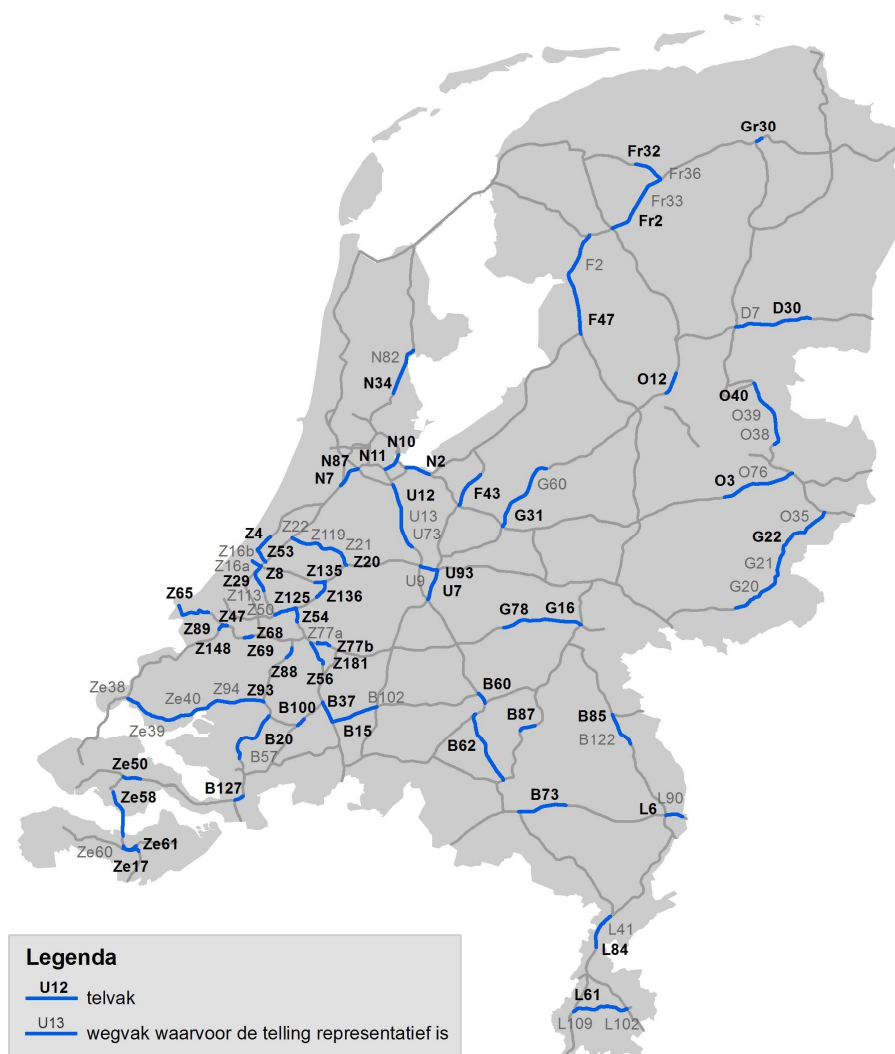 Gr30
Fr32
Fr36
Fr33
Fr2
F2
F47
D7
D30
N82
N34
O12
O40
O39
O38
N10
N87
N11
N2
N7
O76
O3
F43
G60
U12
G31
U13
U73
O35
G22
Z4
Z22
Z119
Z16b
Z53
Z21
Z16a
Z8
Z20
Z29
Z135
U9
U93
G21
Z65
Z113
Z125
Z136
U7
G20
Z50
Z47
Z54
G78
G16
Z89
Z68
Z77a
Z148
Z69
Z77b
Z181
Z88
Z56
Ze38
Ze40
Z94
Z93
B60
B37
B102
Ze39
B100
B87
B85
B20
B15
B62
B122
B57
Ze50
B127
Ze58
B73
L90
L6
Ze61
Ze60
Ze17
L41
L84
L61
L109
L102
Legenda
U12
telvak
U13
wegvak waarvoor de telling representatief is